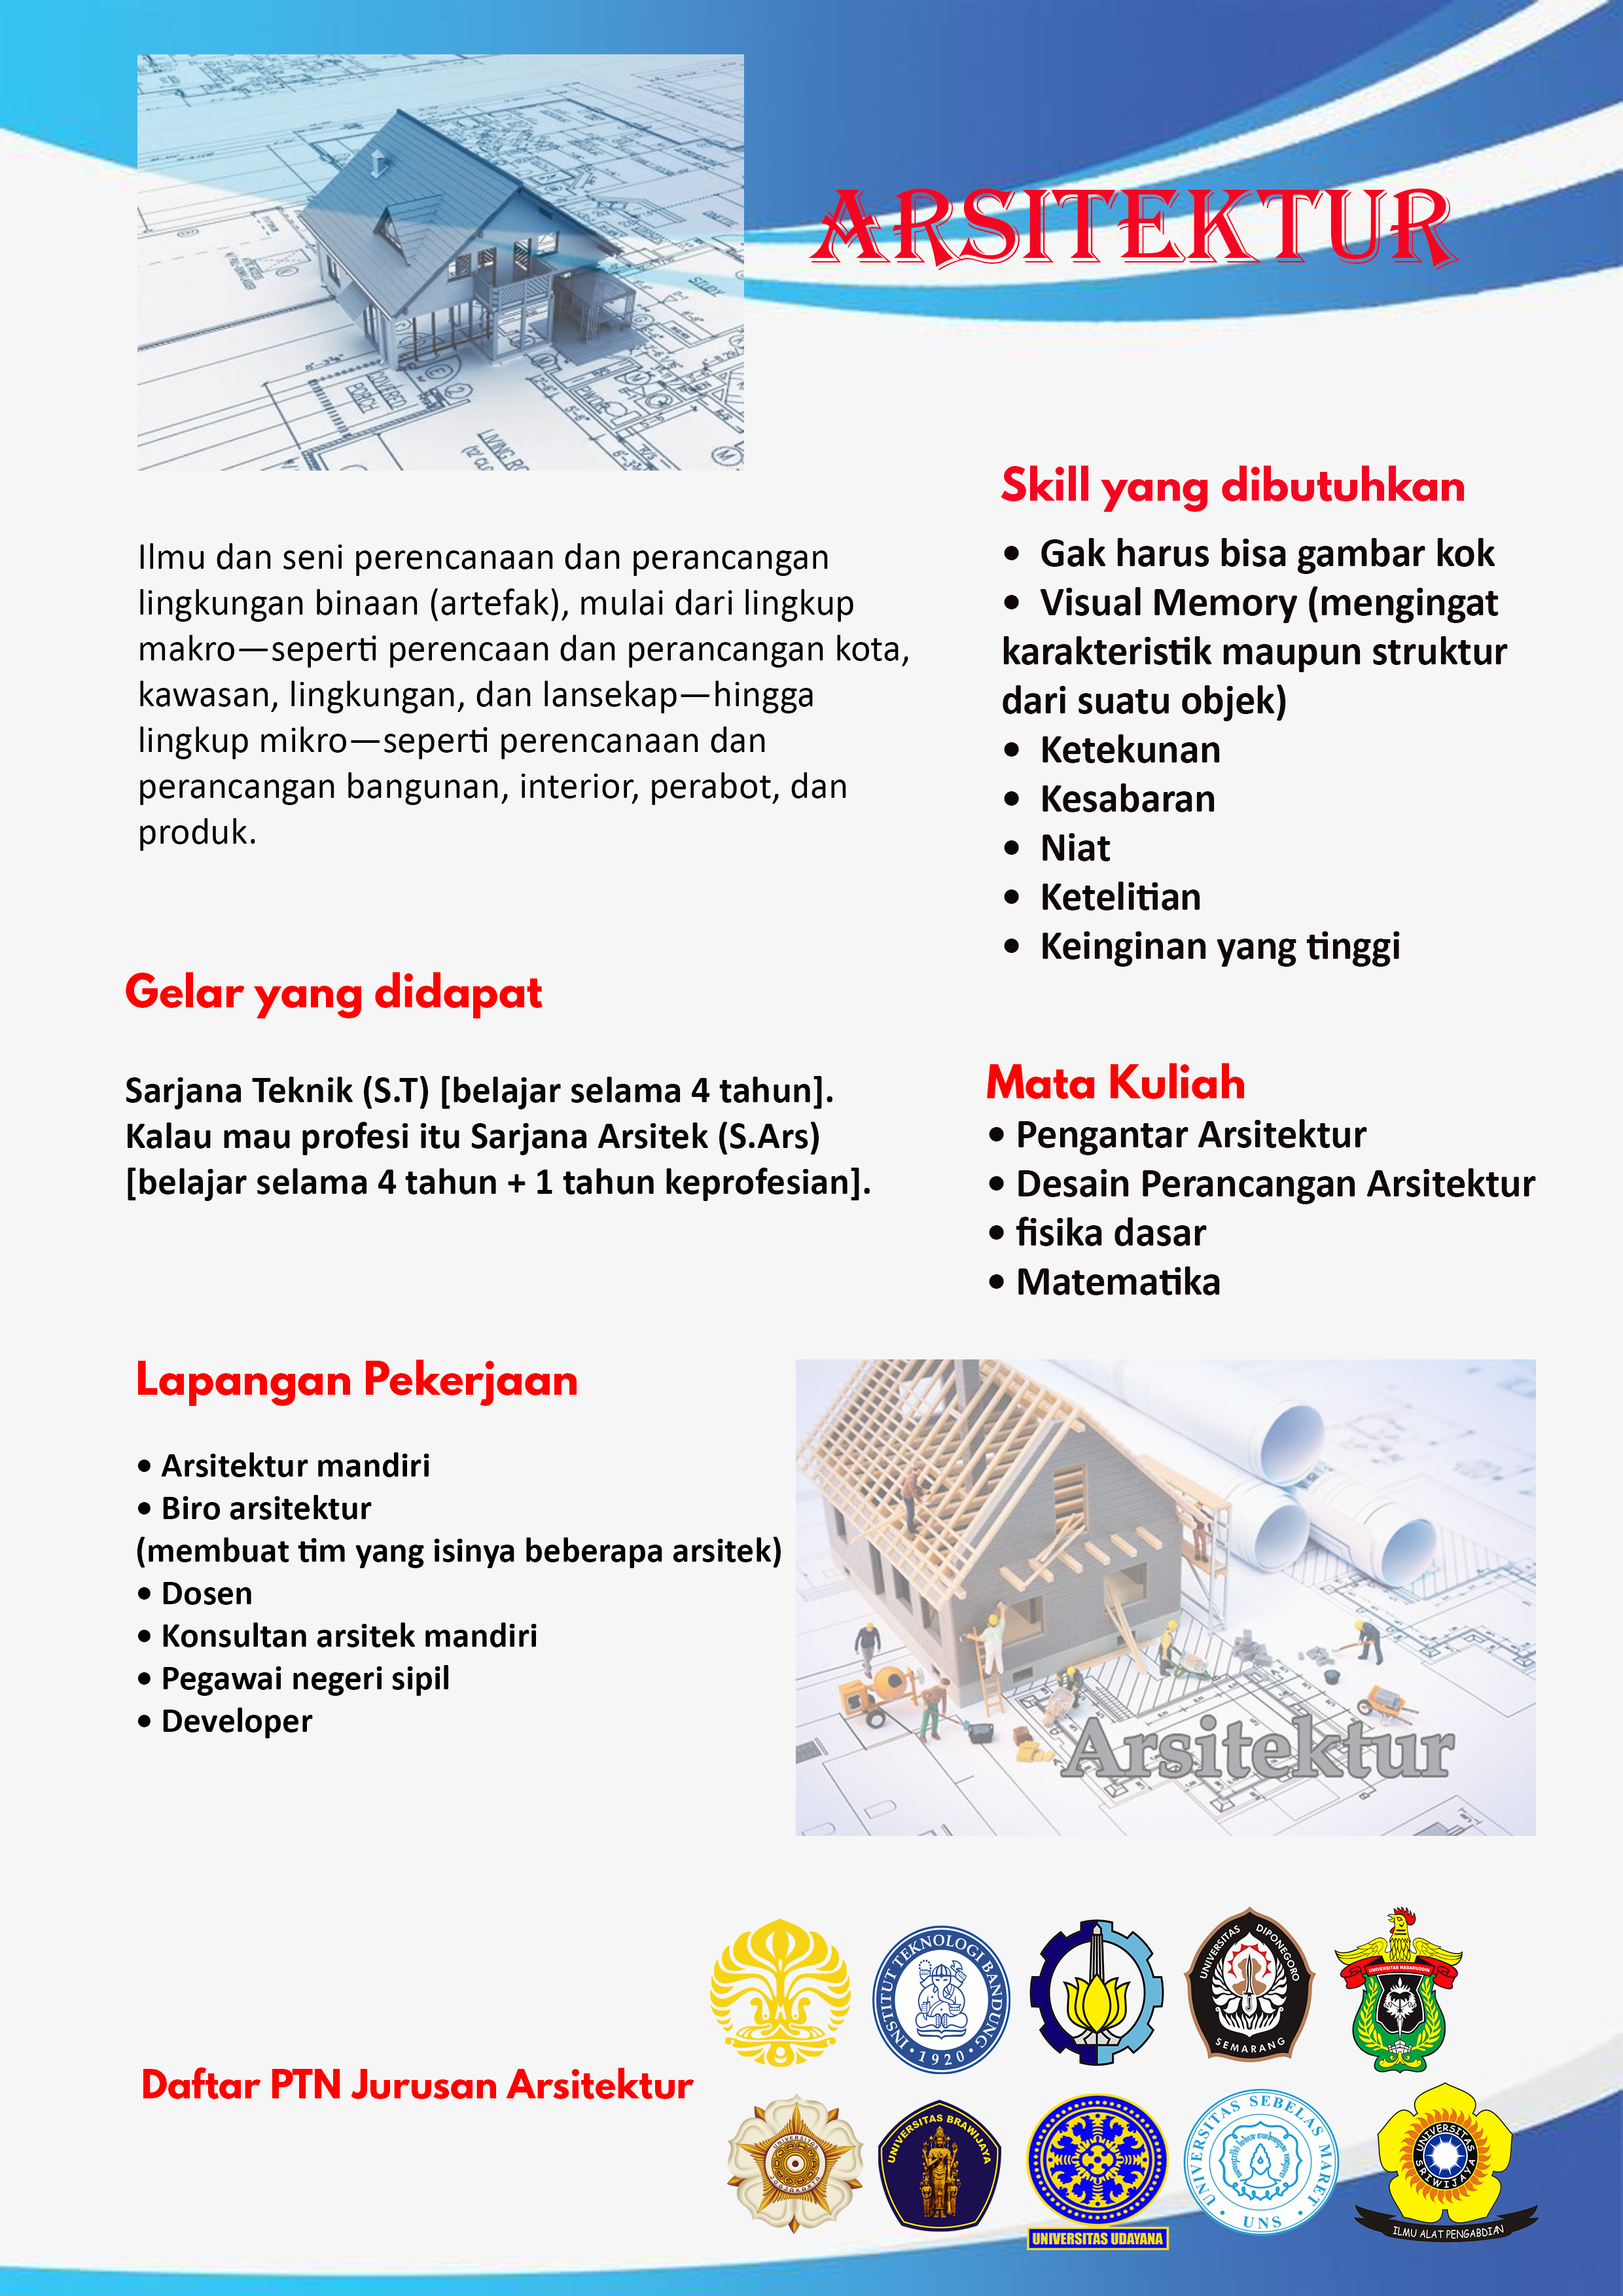 ARSITEKTUR
Ilmu dan seni perencanaan dan perancangan
lingkungan binaan (artefak), mulai dari lingkup
makro—seperti perencaan dan perancangan kota,
kawasan, lingkungan, dan lansekap—hingga
lingkup mikro—seperti perencanaan dan
perancangan bangunan, interior, perabot, dan
produk.
Skill yang dibutuhkan
• Gak harus bisa gambar kok
• Visual Memory (mengingat
karakteristik maupun struktur
dari suatu objek)
• Ketekunan
• Kesabaran
• Niat
• Ketelitian
• Keinginan yang tinggi
Gelar yang didapat
Sarjana Teknik (S.T) [belajar selama 4 tahun].
Kalau mau profesi itu Sarjana Arsitek (S.Ars)
[belajar selama 4 tahun + 1 tahun keprofesian].
Mata Kuliah
• Pengantar Arsitektur
• Desain Perancangan Arsitektur
• fisika dasar
• Matematika
Lapangan Pekerjaan
• Arsitektur mandiri
• Biro arsitektur
(membuat tim yang isinya beberapa arsitek)
• Dosen
• Konsultan arsitek mandiri
• Pegawai negeri sipil
• Developer
Arsitektur
Daftar PTN Jurusan Arsitektur
INSTITUT TEKNOLOGI BANDUNG
• 1920 •
UNIVERSITAS DIPONEGORO
SEMARANG
UNIVERSITAS HASANUDDIN
UNIVERSITAS BRAWIJAYA
UNIVERSITAS UDAYANA
UNIVERSITAS SEBELAS MARET
• UNS •
UNIVERSITAS
SRIWIJAYA
ILMU ALAT PENGABDIAN
COVERED
PORCH
LIVING
STUDY